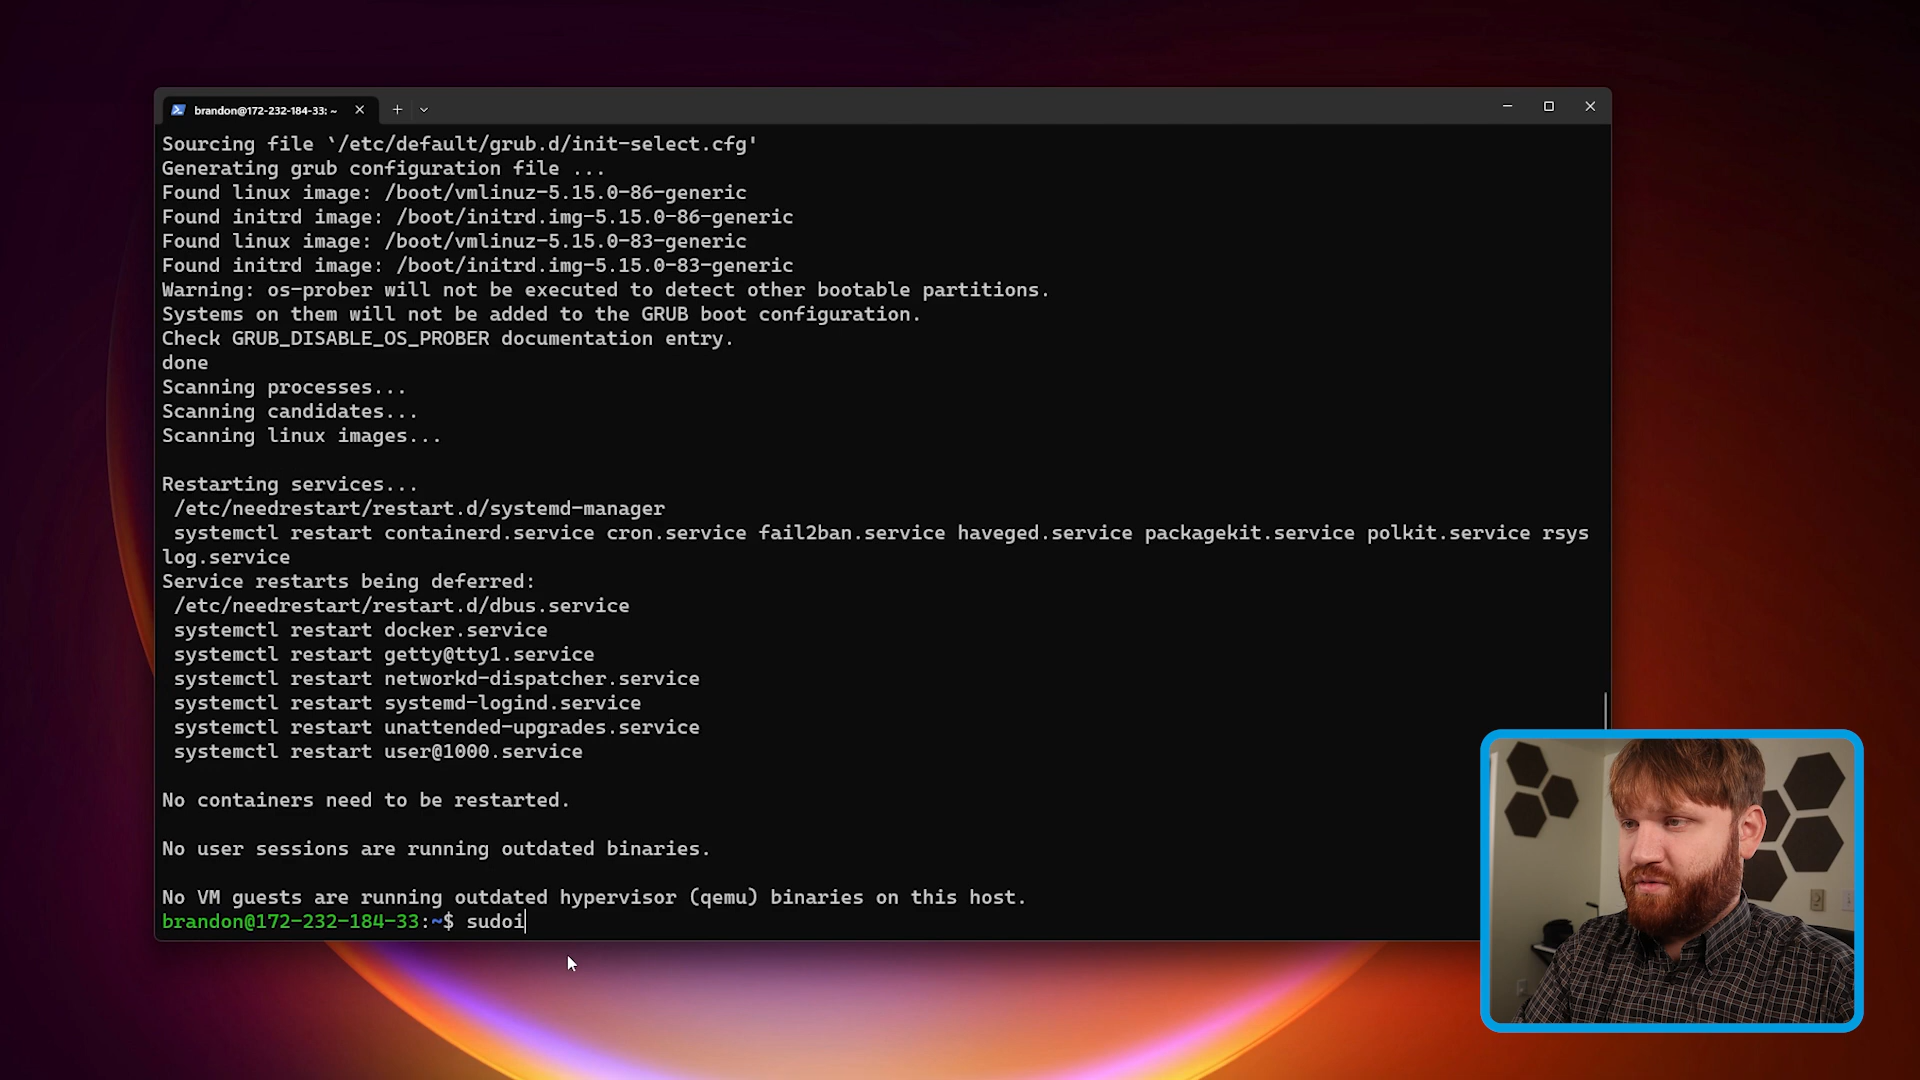 brandon@172-232-184-33: ~
Sourcing file `/etc/default/grub.d/init-select.cfg'
Generating grub configuration file ...
Found linux image: /boot/vmlinuz-5.15.0-86-generic
Found initrd image: /boot/initrd.img-5.15.0-86-generic
Found linux image: /boot/vmlinuz-5.15.0-83-generic
Found initrd image: /boot/initrd.img-5.15.0-83-generic
Warning: os-prober will not be executed to detect other bootable partitions.
Systems on them will not be added to the GRUB boot configuration.
Check GRUB_DISABLE_OS_PROBER documentation entry.
done
Scanning processes...
Scanning candidates...
Scanning linux images...
Restarting services...
/etc/needrestart/restart.d/systemd-manager
systemctl restart containerd.service cron.service fail2ban.service haveged.service packagekit.service polkit.service rsys
log.service
Service restarts being deferred:
/etc/needrestart/restart.d/dbus.service
systemctl restart docker.service
systemctl restart getty@tty1.service
systemctl restart networkd-dispatcher.service
systemctl restart systemd-logind.service
systemctl restart unattended-upgrades.service
systemctl restart user@1000.service
No containers need to be restarted.
No user sessions are running outdated binaries.
No VM guests are running outdated hypervisor (qemu) binaries on this host.
brandon@172-232-184-33:~$ sudoi